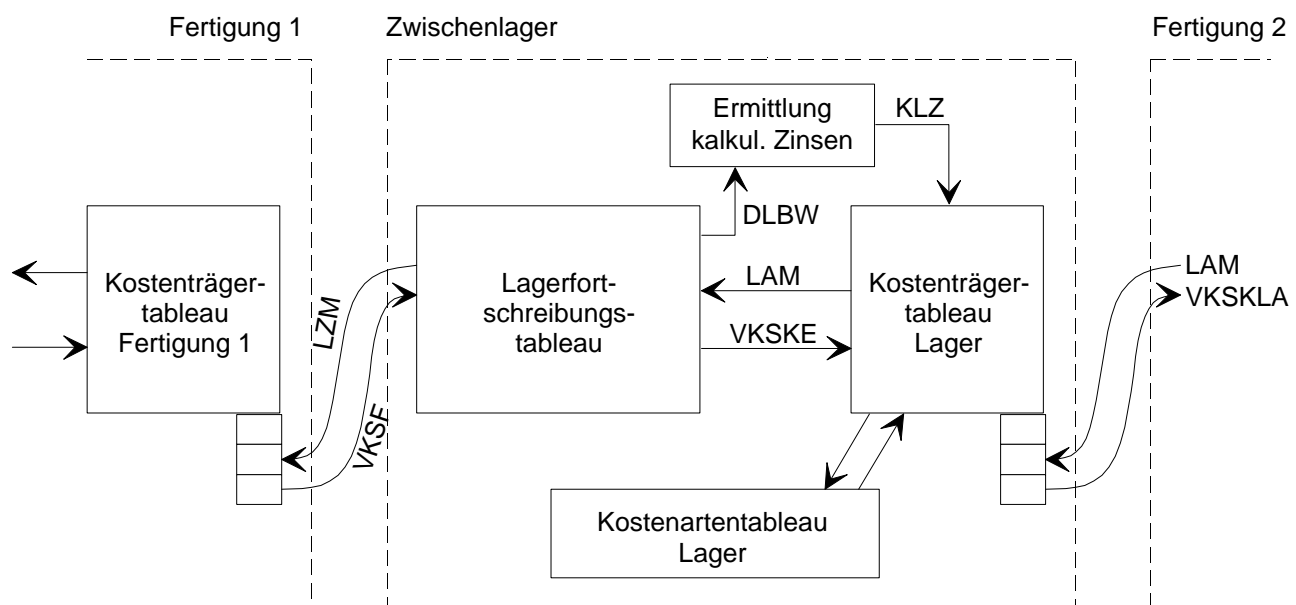 Fertigung 1
Zwischenlager
Fertigung 2
Ermittlung
kalkul. Zinsen
KLZ
DLBW
Kostenträger-
tableau
Fertigung 1
LZM
VKSF
Lagerfort-
schreibungs-
tableau
LAM
VKSKE
Kostenträger-
tableau
Lager
LAM
VKSKLA
Kostenartentableau
Lager